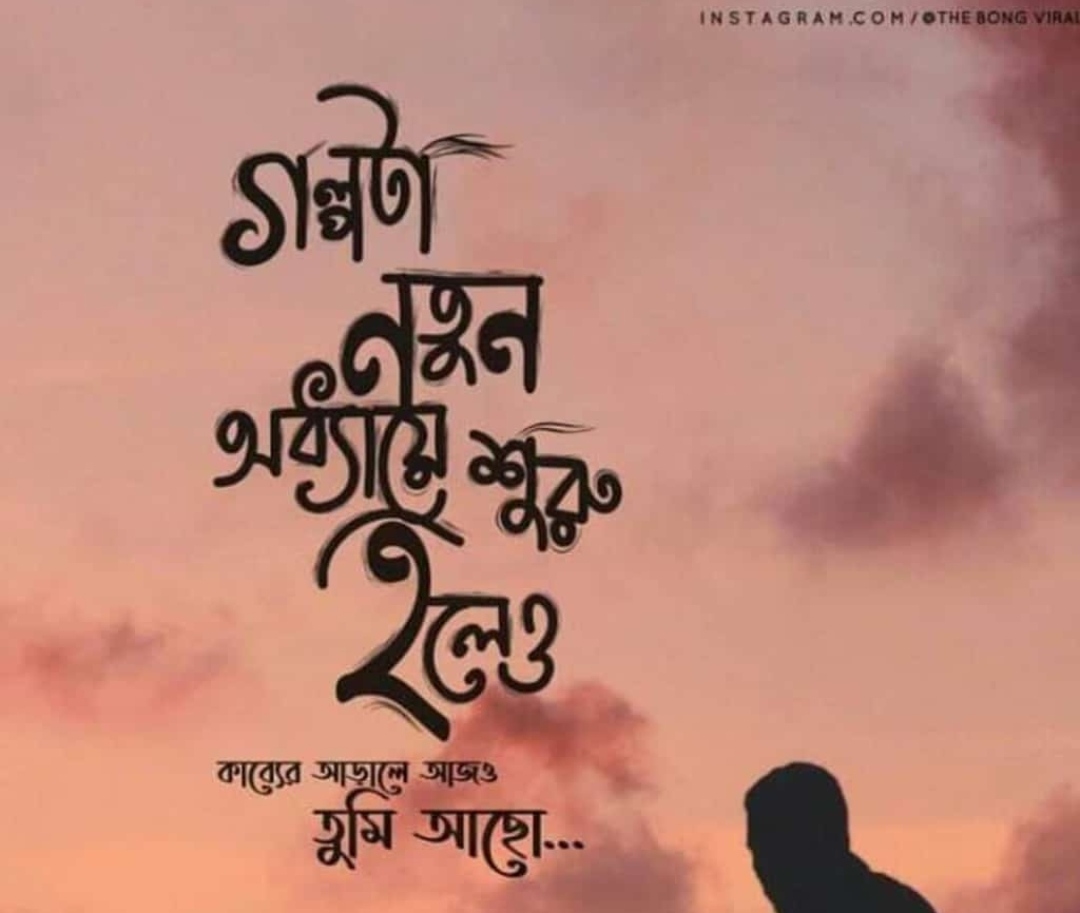 INSTAGRAM.COM/@THE BONG VIRAL
গল্পটা
নতুন
অধ্যায়ে শুরু
হলেও
কাব্যের আড়ালে আজও
তুমি আছো...